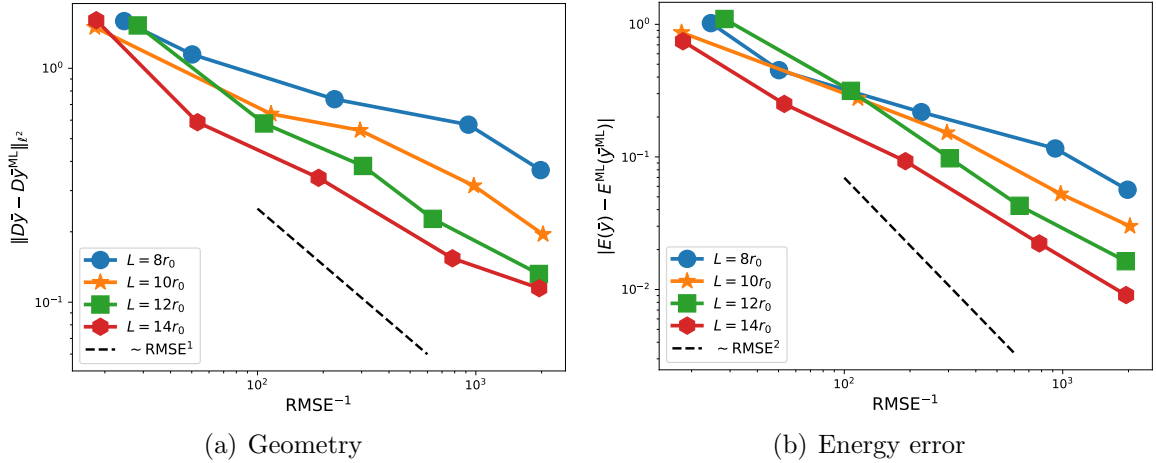 ‖Dȳ − Dȳ^ML‖_ℓ²
10⁰
10⁻¹
L = 8r₀
L = 10r₀
L = 12r₀
L = 14r₀
∼ RMSE¹
10²
10³
RMSE⁻¹
(a) Geometry
|E(ȳ) − E^ML(ȳ^ML)|
10⁰
10⁻¹
10⁻²
L = 8r₀
L = 10r₀
L = 12r₀
L = 14r₀
∼ RMSE²
10²
10³
RMSE⁻¹
(b) Energy error